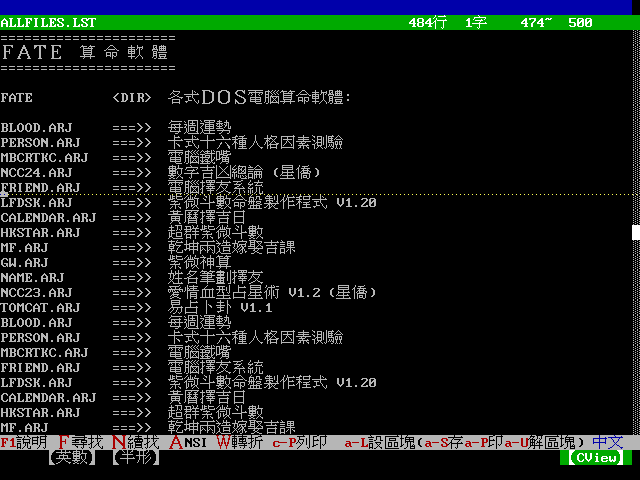 ALLFILES.LST 484行 1字 474~ 500
=======================
FATE 算命軟體
=======================
FATE <DIR> 各式DOS電腦算命軟體:
BLOOD.ARJ ===>> 每週運勢
PERSON.ARJ ===>> 卡式十六種人格因素測驗
MBCRTKC.ARJ ===>> 電腦鐵嘴
NCC24.ARJ ===>> 數字吉凶總論 (星僑)
FRIEND.ARJ ===>> 電腦擇友系統
LFDSK.ARJ ===>> 紫微斗數命盤製作程式 V1.20
CALENDAR.ARJ ===>> 黃曆擇吉日
HKSTAR.ARJ ===>> 超群紫微斗數
MF.ARJ ===>> 乾坤兩造嫁娶吉課
GW.ARJ ===>> 紫微神算
NAME.ARJ ===>> 姓名筆劃擇友
NCC23.ARJ ===>> 愛情血型占星術 V1.2 (星僑)
TOMCAT.ARJ ===>> 易占卜卦 V1.1
BLOOD.ARJ ===>> 每週運勢
PERSON.ARJ ===>> 卡式十六種人格因素測驗
MBCRTKC.ARJ ===>> 電腦鐵嘴
FRIEND.ARJ ===>> 電腦擇友系統
LFDSK.ARJ ===>> 紫微斗數命盤製作程式 V1.20
CALENDAR.ARJ ===>> 黃曆擇吉日
HKSTAR.ARJ ===>> 超群紫微斗數
MF.ARJ ===>> 乾坤兩造嫁娶吉課
F1說明 F尋找 N續找 ANSI W轉折 c-P列印 a-L設區塊(a-S存a-P印a-U解區塊) 中文
[英數] [半形] [CView]